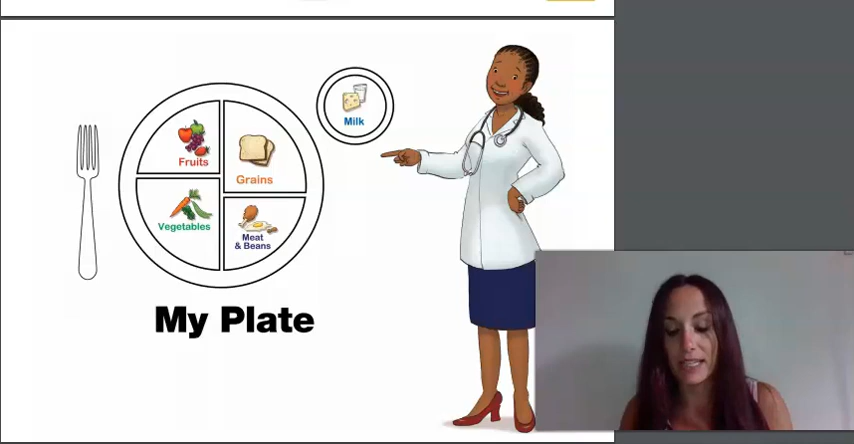 Milk
Fruits
Grains
Vegetables
Meat
& Beans
My Plate